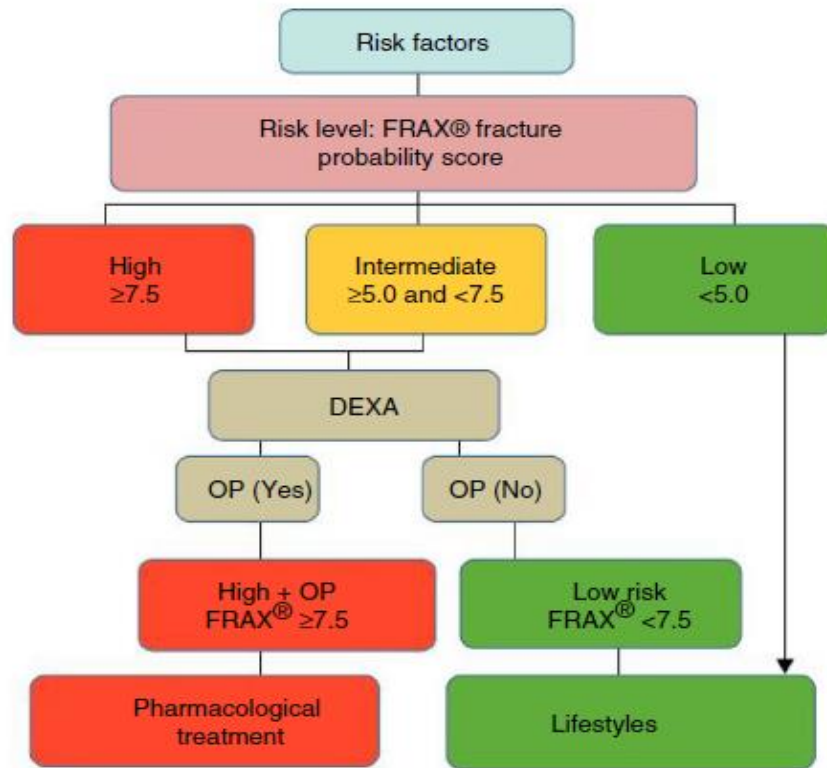 Risk factors
Risk level: FRAX® fracture
probability score
High
≥7.5
Intermediate
≥5.0 and <7.5
Low
<5.0
DEXA
OP (Yes)
OP (No)
High + OP
FRAX® ≥7.5
Low risk
FRAX® <7.5
Pharmacological
treatment
Lifestyles